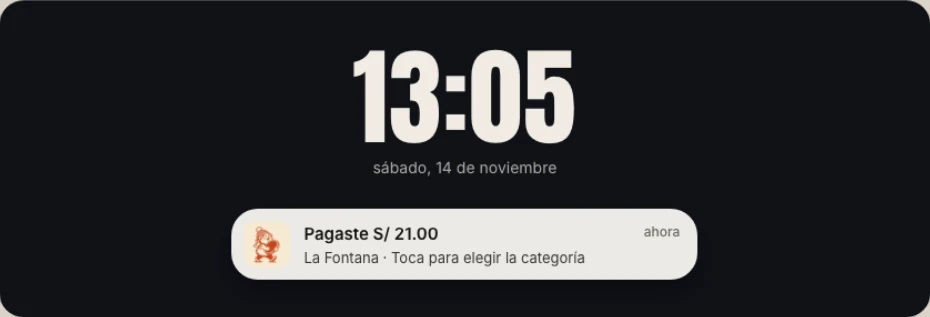 13:05
sábado, 14 de noviembre
Pagaste S/ 21.00
ahora
La Fontana · Toca para elegir la categoría